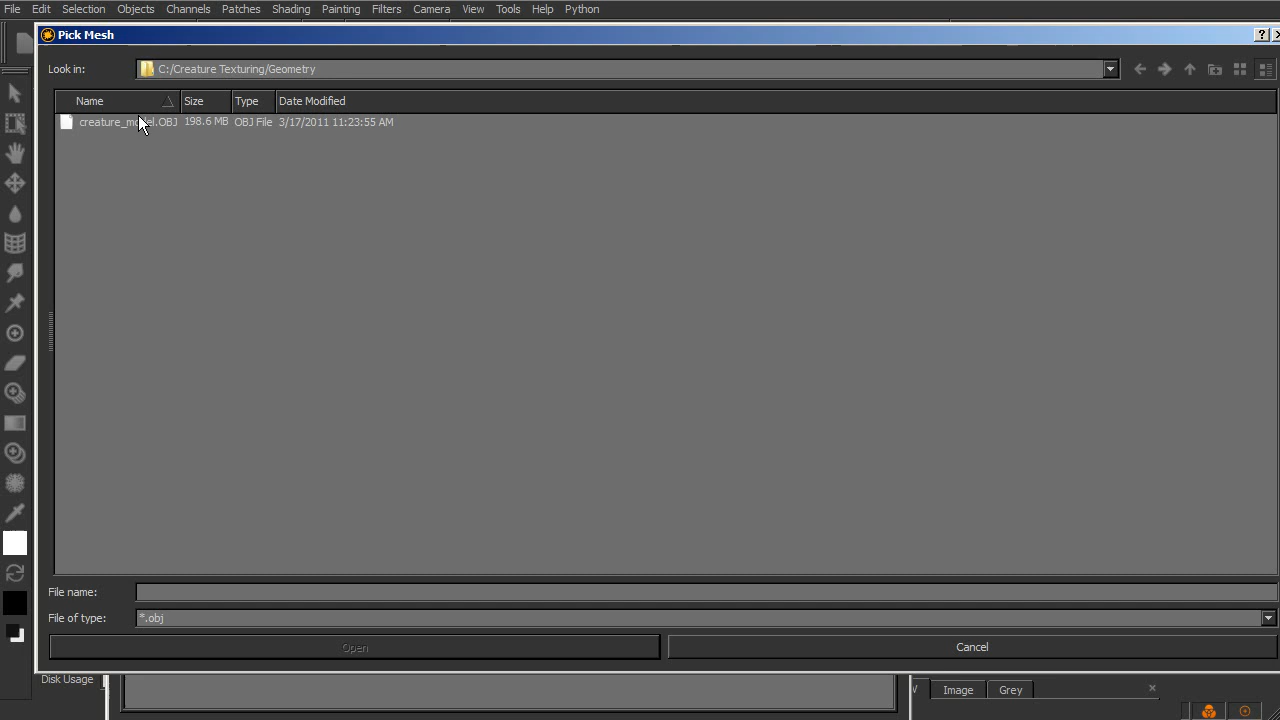 File Edit Selection Objects Channels Patches Shading Painting Filters Camera View Tools Help Python
Pick Mesh
Look in: C:/Creature Texturing/Geometry
Name Size Type Date Modified
creature_model.OBJ 198.6 MB OBJ File 3/17/2011 11:23:55 AM
File name:
File of type: *.obj
Open Cancel
Disk Usage
Image Grey